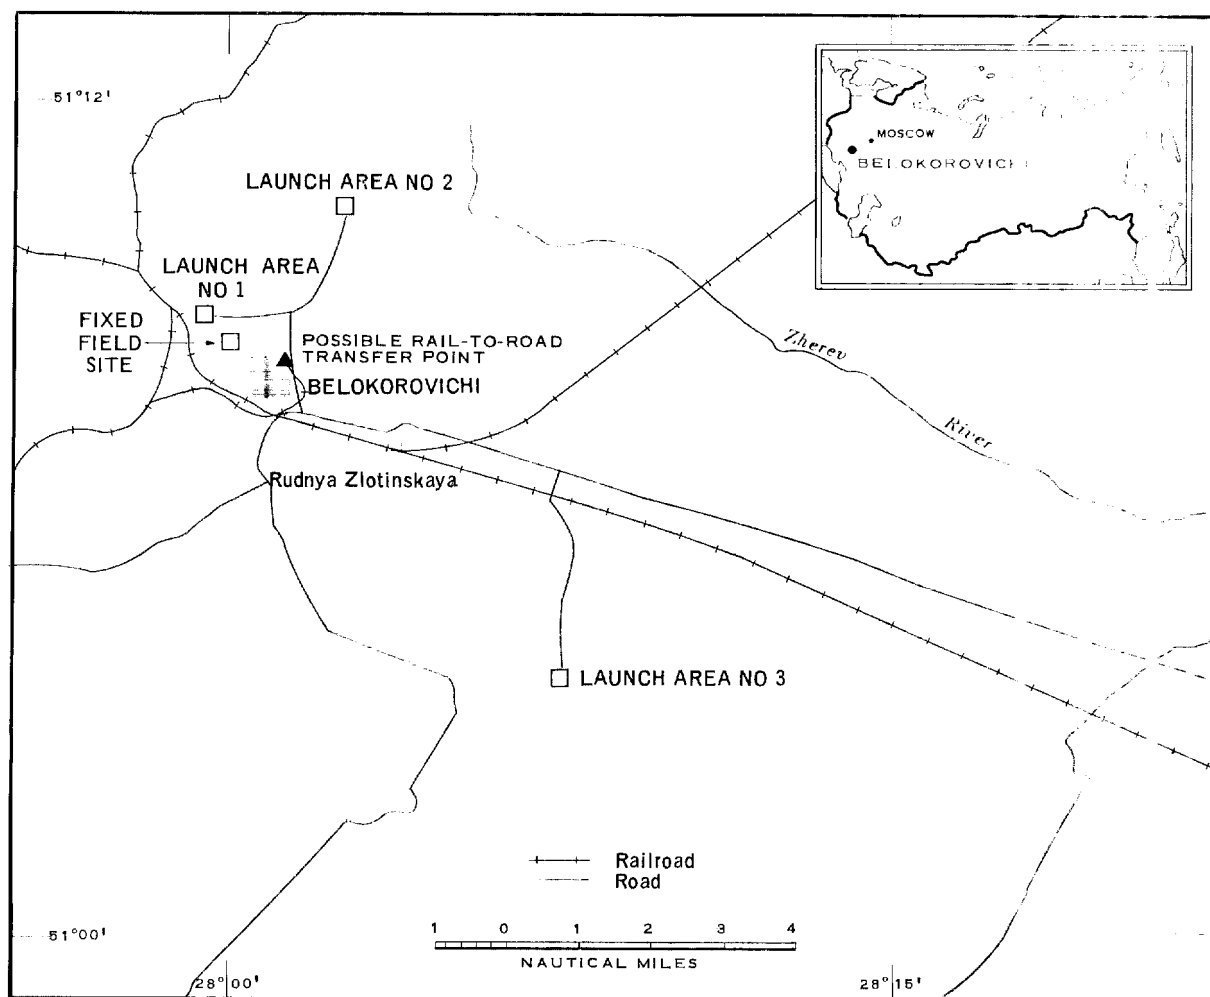 51°12'
MOSCOW
BELOKOROVICHI
LAUNCH AREA NO 2
LAUNCH AREA
NO 1
FIXED
FIELD
SITE
POSSIBLE RAIL-TO-ROAD
TRANSFER POINT
BELOKOROVICHI
Zherev
River
Rudnya Zlotinskaya
LAUNCH AREA NO 3
Railroad
Road
1 0 1 2 3 4
NAUTICAL MILES
51°00'
28°00'
28°15'